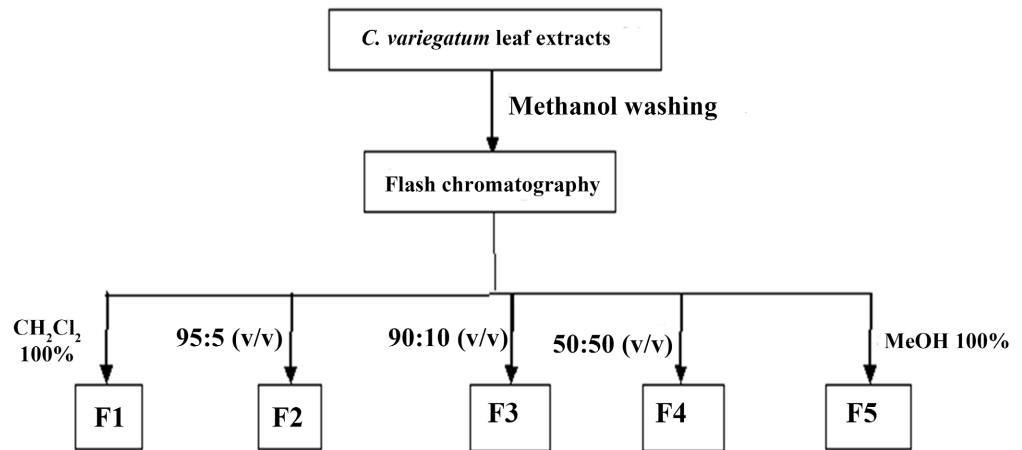 C. variegatum leaf extracts
Methanol washing
Flash chromatography
CH₂Cl₂
100%
95:5 (v/v)
90:10 (v/v)
50:50 (v/v)
MeOH 100%
F1
F2
F3
F4
F5